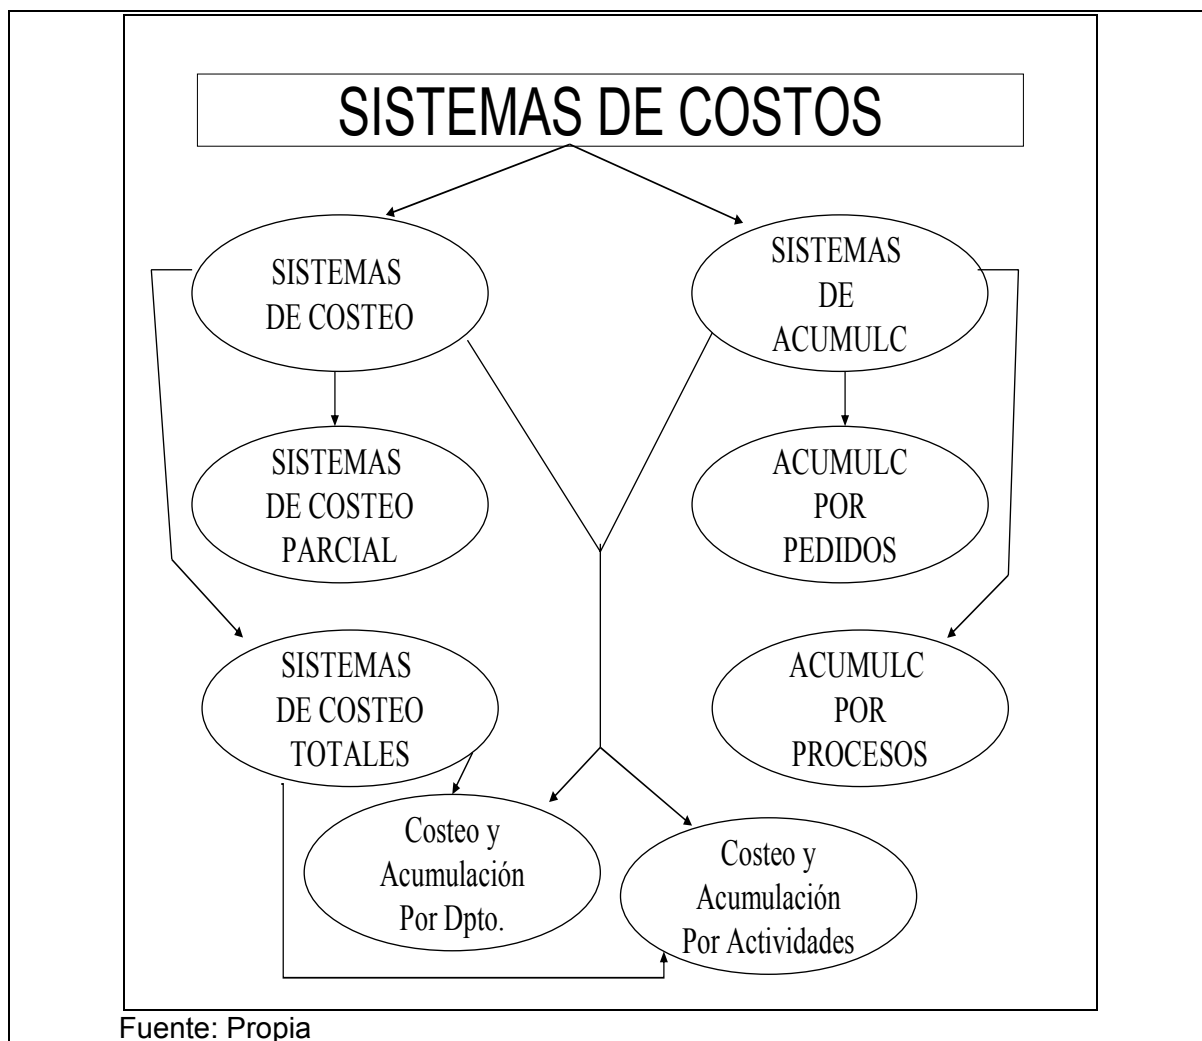 SISTEMAS DE COSTOS
SISTEMAS
DE COSTEO
SISTEMAS
DE
ACUMULC
SISTEMAS
DE COSTEO
PARCIAL
ACUMULC
POR
PEDIDOS
SISTEMAS
DE COSTEO
TOTALES
ACUMULC
POR
PROCESOS
Costeo y
Acumulación
Por Dpto.
Costeo y
Acumulación
Por Actividades
Fuente: Propia